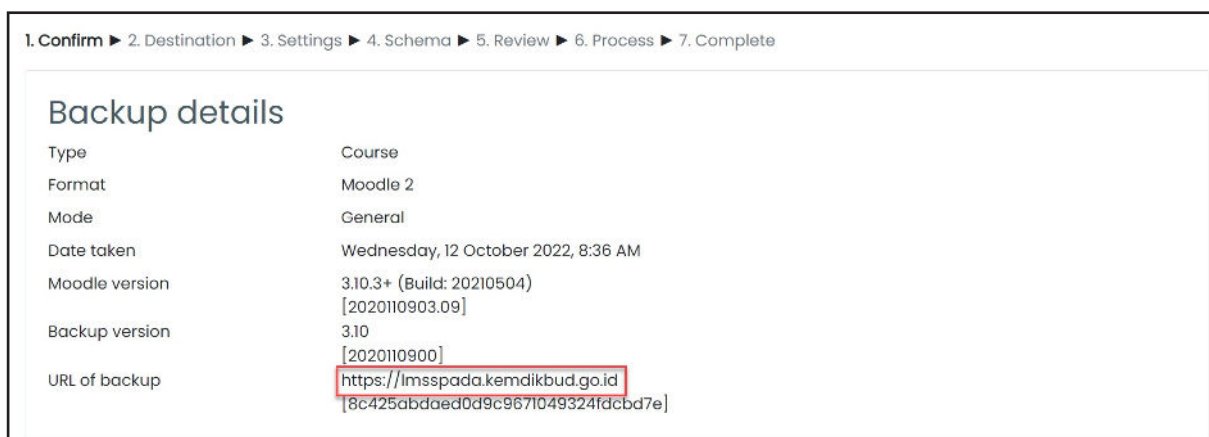 1. Confirm ► 2. Destination ► 3. Settings ► 4. Schema ► 5. Review ► 6. Process ► 7. Complete
Backup details
Type Course
Format Moodle 2
Mode General
Date taken Wednesday, 12 October 2022, 8:36 AM
Moodle version 3.10.3+ (Build: 20210504)
[2020110903.09]
Backup version 3.10
[2020110900]
URL of backup https://lmsspada.kemdikbud.go.id
[8c425abdaed0d9c9671049324fdcbd7e]